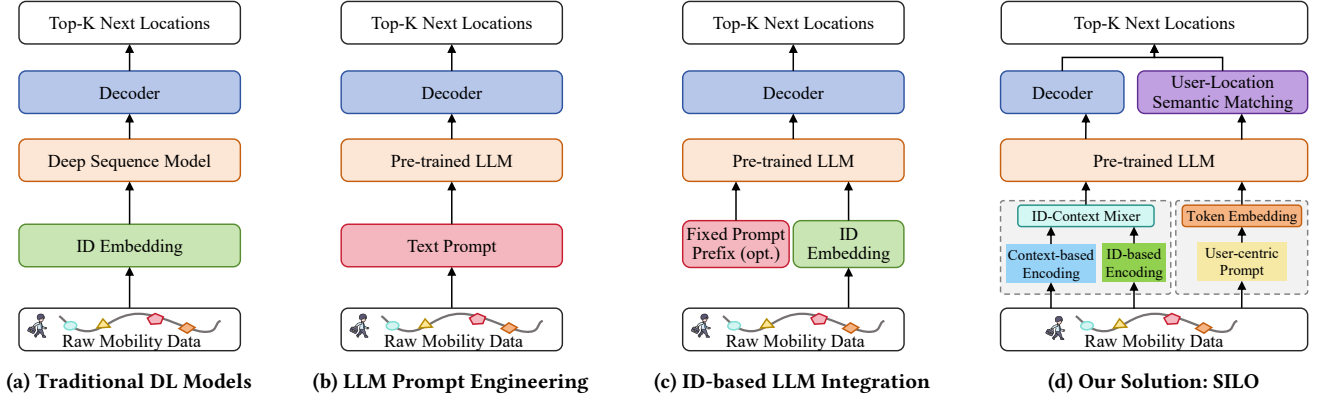 Top-K Next Locations
Decoder
Deep Sequence Model
ID Embedding
Raw Mobility Data
(a) Traditional DL Models
Top-K Next Locations
Decoder
Pre-trained LLM
Text Prompt
Raw Mobility Data
(b) LLM Prompt Engineering
Top-K Next Locations
Decoder
Pre-trained LLM
Fixed Prompt
Prefix (opt.)
ID
Embedding
Raw Mobility Data
(c) ID-based LLM Integration
Top-K Next Locations
Decoder
User-Location
Semantic Matching
Pre-trained LLM
ID-Context Mixer
Token Embedding
Context-based
Encoding
ID-based
Encoding
User-centric
Prompt
Raw Mobility Data
(d) Our Solution: SILO